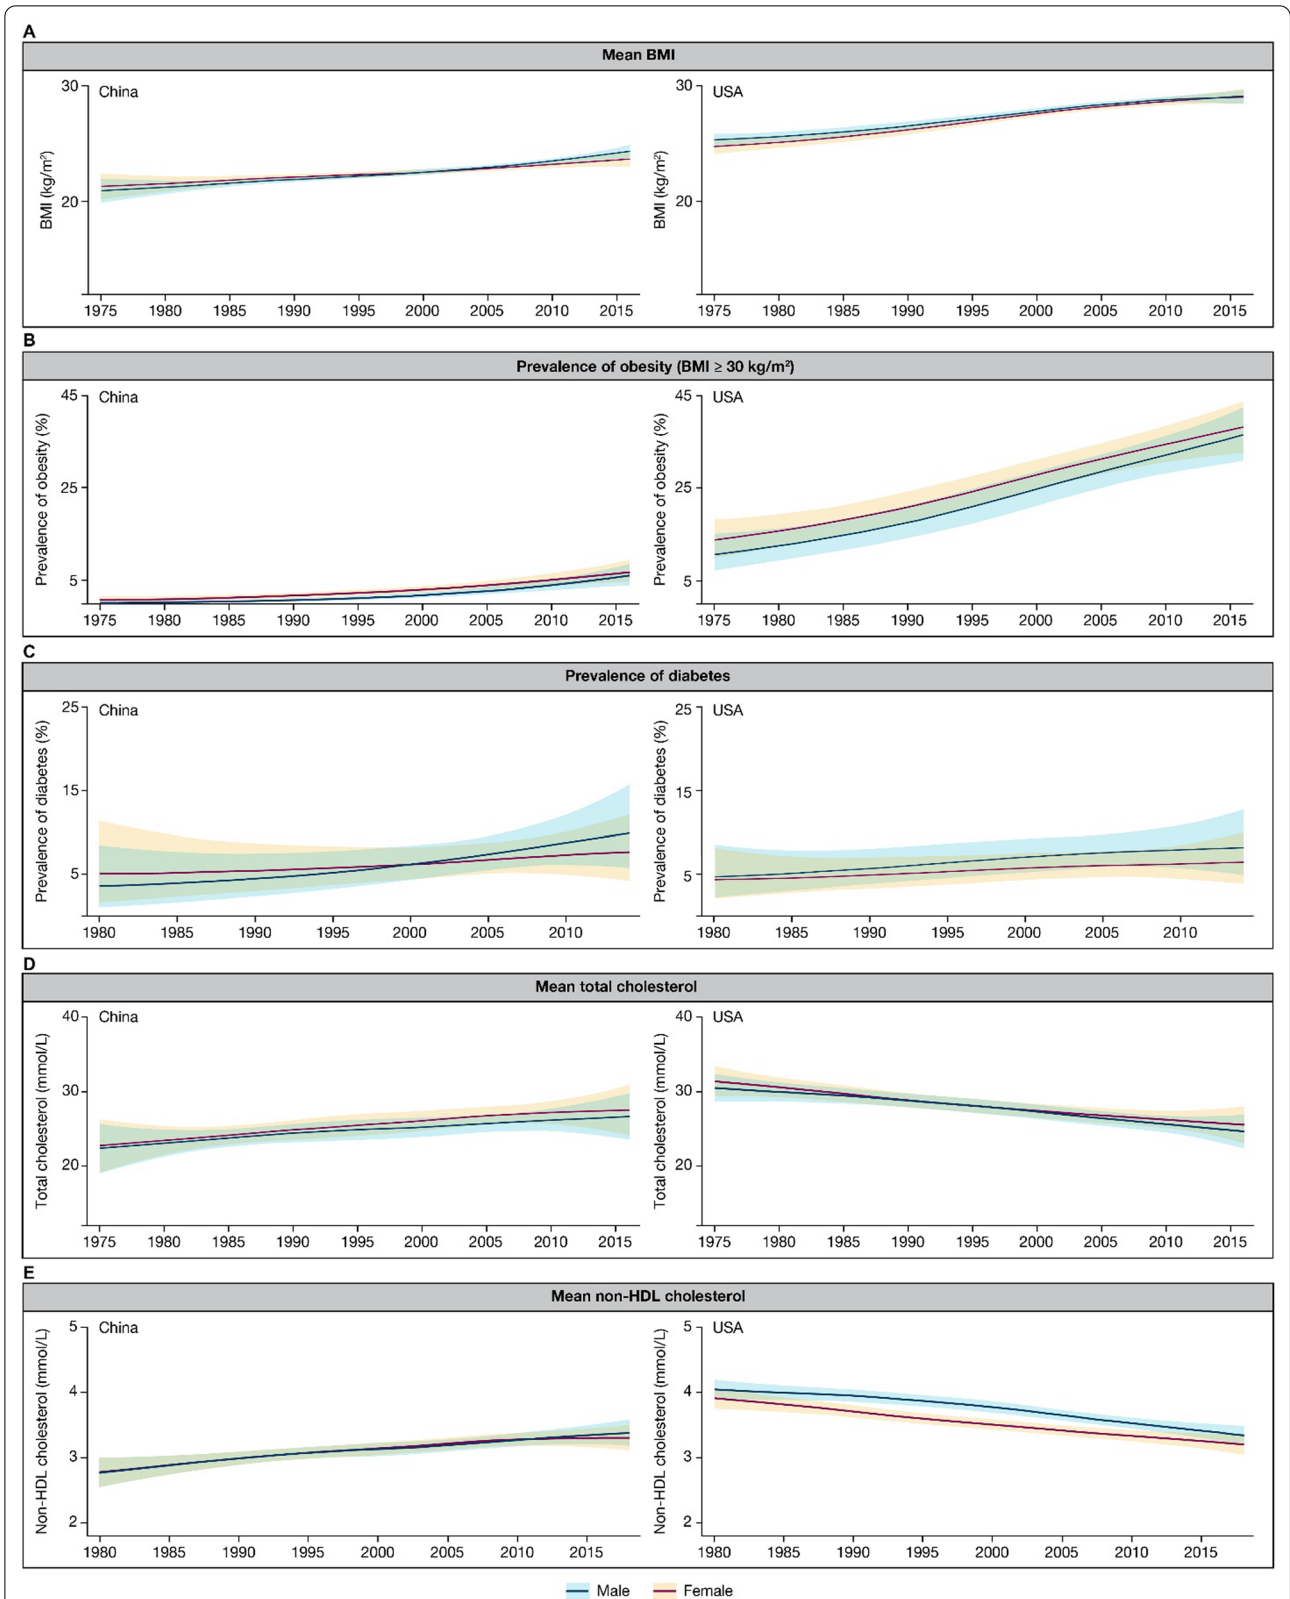 A
Mean BMI
China
BMI (kg/m²)
30
20
1975 1980 1985 1990 1995 2000 2005 2010 2015
USA
BMI (kg/m²)
30
20
1975 1980 1985 1990 1995 2000 2005 2010 2015
B
Prevalence of obesity (BMI ≥ 30 kg/m²)
China
Prevalence of obesity (%)
45
25
5
1975 1980 1985 1990 1995 2000 2005 2010 2015
USA
Prevalence of obesity (%)
45
25
5
1975 1980 1985 1990 1995 2000 2005 2010 2015
C
Prevalence of diabetes
China
Prevalence of diabetes (%)
25
15
5
1980 1985 1990 1995 2000 2005 2010
USA
Prevalence of diabetes (%)
25
15
5
1980 1985 1990 1995 2000 2005 2010
D
Mean total cholesterol
China
Total cholesterol (mmol/L)
40
30
20
1975 1980 1985 1990 1995 2000 2005 2010 2015
USA
Total cholesterol (mmol/L)
40
30
20
1975 1980 1985 1990 1995 2000 2005 2010 2015
E
Mean non-HDL cholesterol
China
Non-HDL cholesterol (mmol/L)
5
4
3
2
1980 1985 1990 1995 2000 2005 2010 2015
USA
Non-HDL cholesterol (mmol/L)
5
4
3
2
1980 1985 1990 1995 2000 2005 2010 2015
Male Female